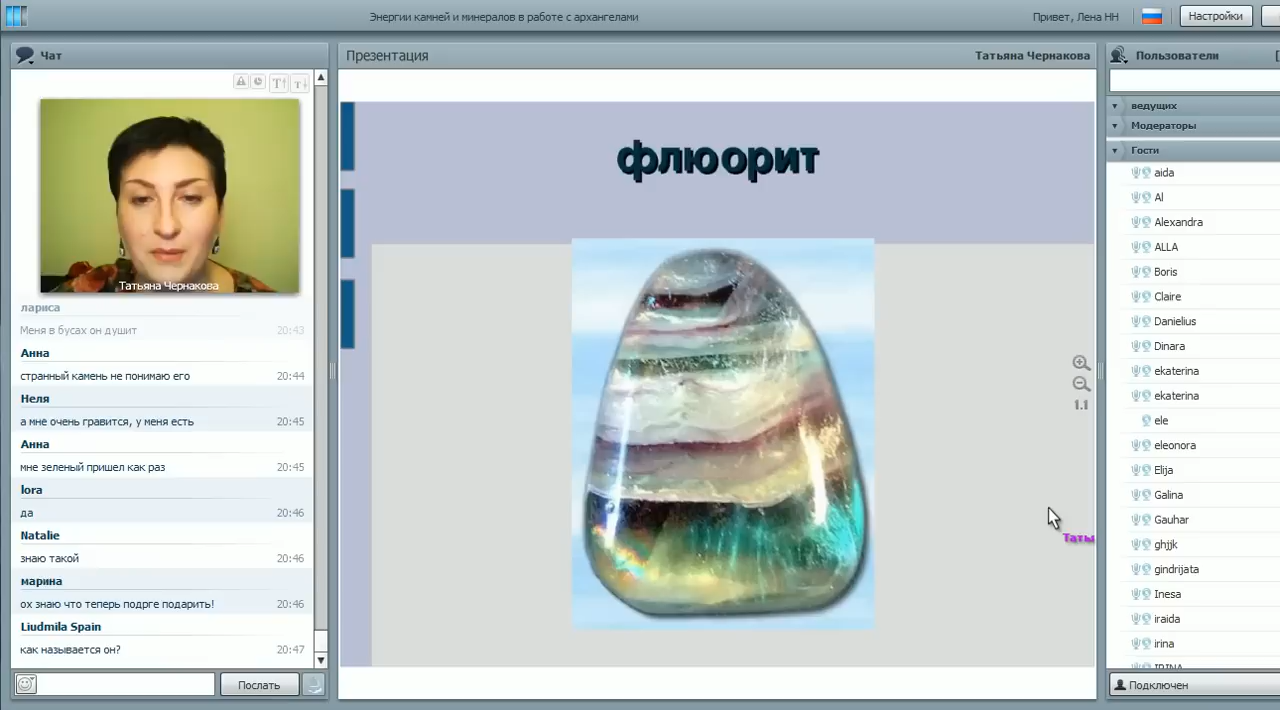 Энергии камней и минералов в работе с архангелами
Привет, Лена НН
Настройки
Чат
Татьяна Чернакова
лариса
Меня в бусах он душит 20:43
Анна
странный камень не понимаю его 20:44
Неля
а мне очень гравится, у меня есть 20:45
Анна
мне зеленый пришел как раз 20:45
lora
да 20:46
Natalie
знаю такой 20:46
марина
ох знаю что теперь подрге подарить! 20:46
Liudmila Spain
как называется он? 20:47
Послать
Презентация
Татьяна Чернакова
флюорит
1.1
Таты
Пользователи
ведущих
Модераторы
Гости
aida
Al
Alexandra
ALLA
Boris
Claire
Danielius
Dinara
ekaterina
ekaterina
ele
eleonora
Elija
Galina
Gauhar
ghjjk
gindrijata
Inesa
iraida
irina
IRINA
Подключен